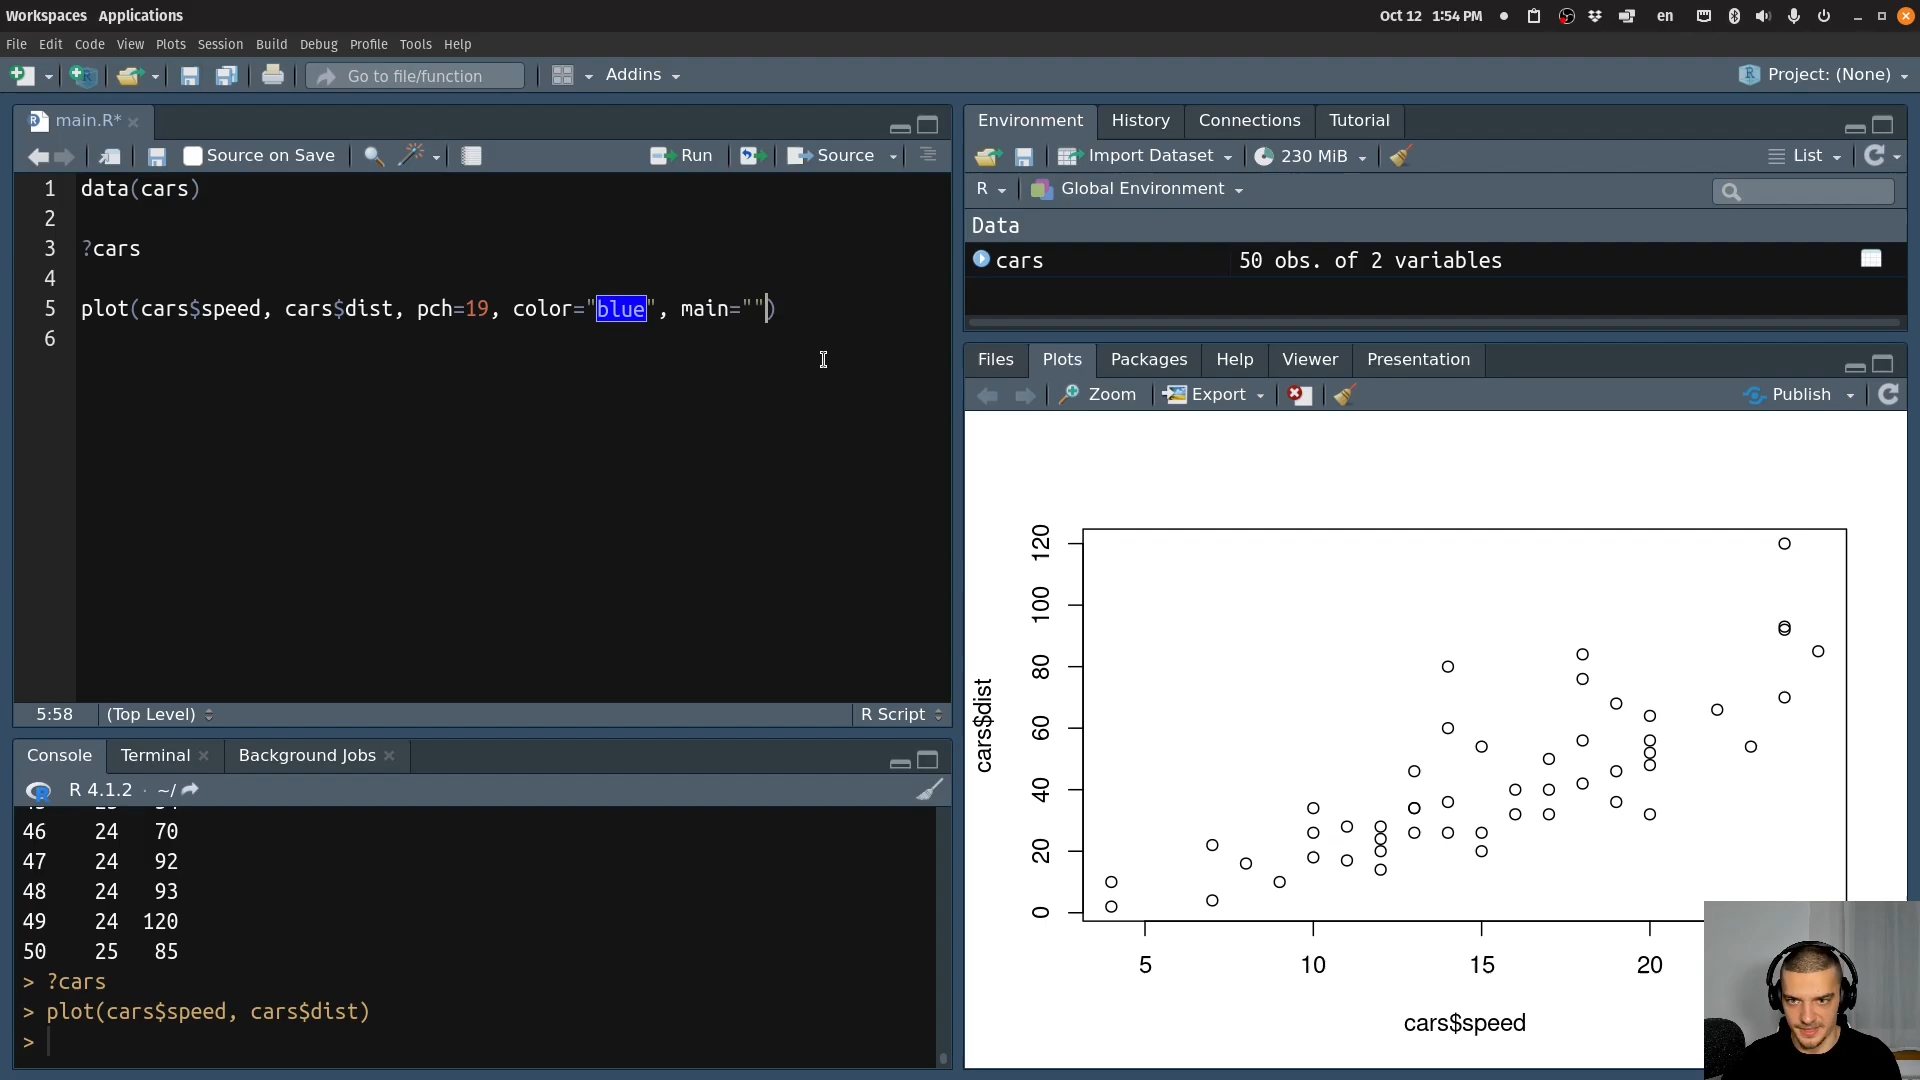 Workspaces Applications
Oct 12 1:54 PM en
File Edit Code View Plots Session Build Debug Profile Tools Help
Go to file/function Addins Project: (None)
main.R*
Source on Save Run Source
1 data(cars)
2
3 ?cars
4
5 plot(cars$speed, cars$dist, pch=19, color="blue", main="")
6
5:58 (Top Level) R Script
Console Terminal Background Jobs
R 4.1.2 · ~/
46 24 70
47 24 92
48 24 93
49 24 120
50 25 85
> ?cars
> plot(cars$speed, cars$dist)
>
Environment History Connections Tutorial
Import Dataset 230 MiB List
R Global Environment
Data
cars 50 obs. of 2 variables
Files Plots Packages Help Viewer Presentation
Zoom Export Publish
120
100
80
60
40
20
0
cars$dist
5 10 15 20
cars$speed